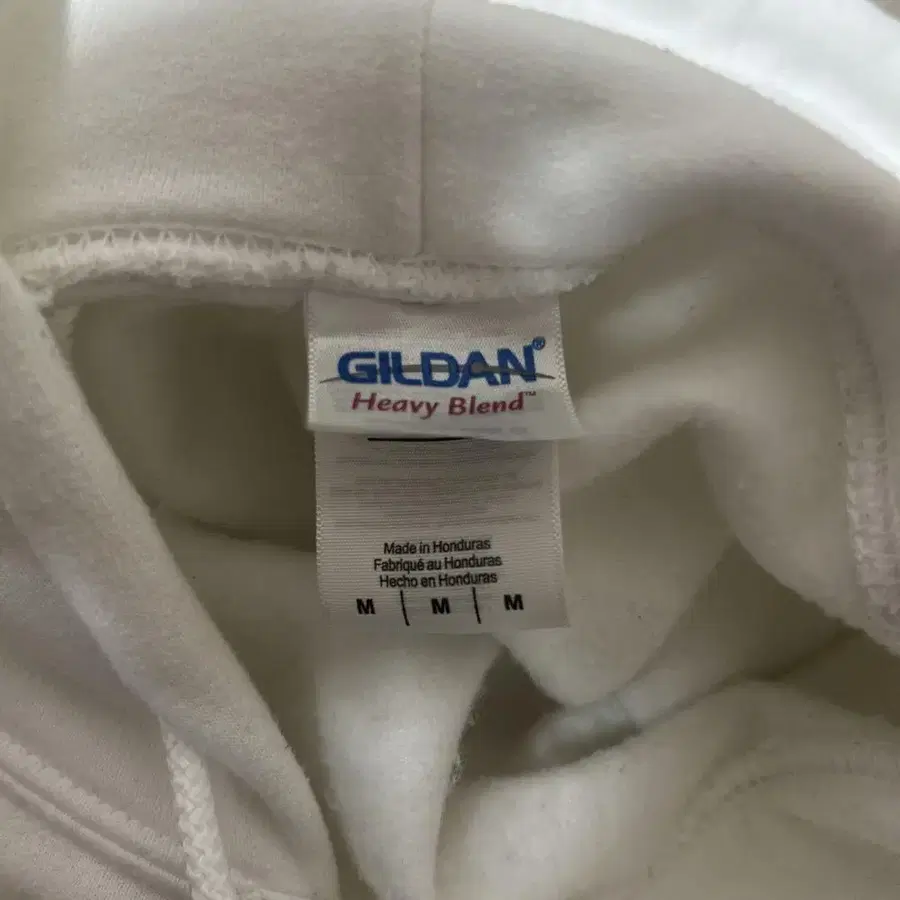 GILDAN®
Heavy Blend™
Made in Honduras
Fabriqué au Honduras
Hecho en Honduras
M | M | M